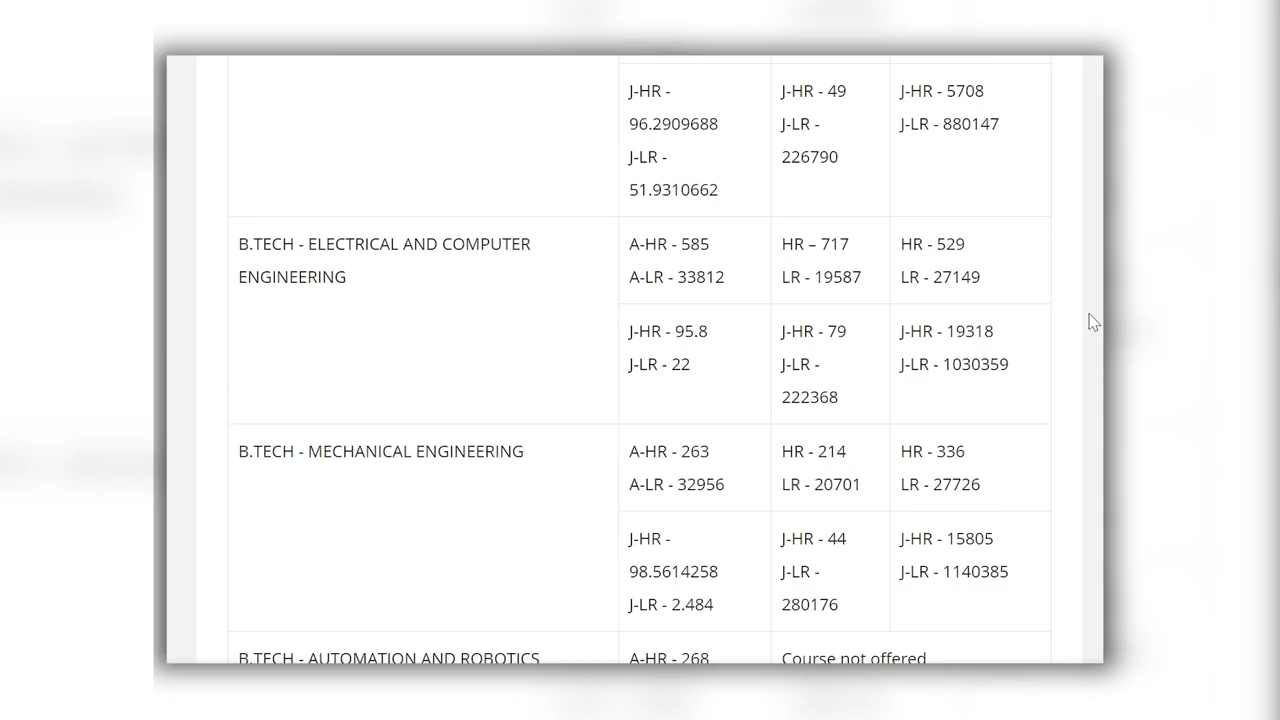 J-HR -
96.2909688
J-LR -
51.9310662
J-HR - 49
J-LR -
226790
J-HR - 5708
J-LR - 880147
B.TECH - ELECTRICAL AND COMPUTER
ENGINEERING
A-HR - 585
A-LR - 33812
HR – 717
LR - 19587
HR - 529
LR - 27149
J-HR - 95.8
J-LR - 22
J-HR - 79
J-LR -
222368
J-HR - 19318
J-LR - 1030359
B.TECH - MECHANICAL ENGINEERING
A-HR - 263
A-LR - 32956
HR - 214
LR - 20701
HR - 336
LR - 27726
J-HR -
98.5614258
J-LR - 2.484
J-HR - 44
J-LR -
280176
J-HR - 15805
J-LR - 1140385
B.TECH - AUTOMATION AND ROBOTICS
A-HR - 268
Course not offered